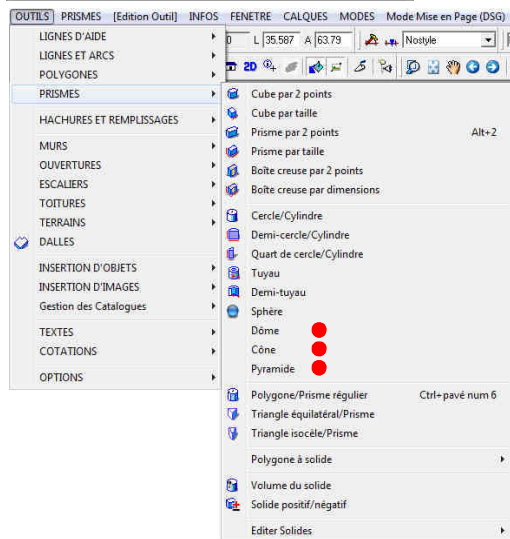 OUTILS PRISMES [Edition Outil] INFOS FENETRE CALQUES MODES Mode Mise en Page (DSG)
0 L 35.587 A 63.79 Nostyle
2D
LIGNES D'AIDE
LIGNES ET ARCS
POLYGONES
PRISMES
HACHURES ET REMPLISSAGES
MURS
OUVERTURES
ESCALIERS
TOITURES
TERRAINS
DALLES
INSERTION D'OBJETS
INSERTION D'IMAGES
Gestion des Catalogues
TEXTES
COTATIONS
OPTIONS
Cube par 2 points
Cube par taille
Prisme par 2 points Alt+2
Prisme par taille
Boîte creuse par 2 points
Boîte creuse par dimensions
Cercle/Cylindre
Demi-cercle/Cylindre
Quart de cercle/Cylindre
Tuyau
Demi-tuyau
Sphère
Dôme
Cône
Pyramide
Polygone/Prisme régulier Ctrl+pavé num 6
Triangle équilatéral/Prisme
Triangle isocèle/Prisme
Polygone à solide
Volume du solide
Solide positif/négatif
Editer Solides